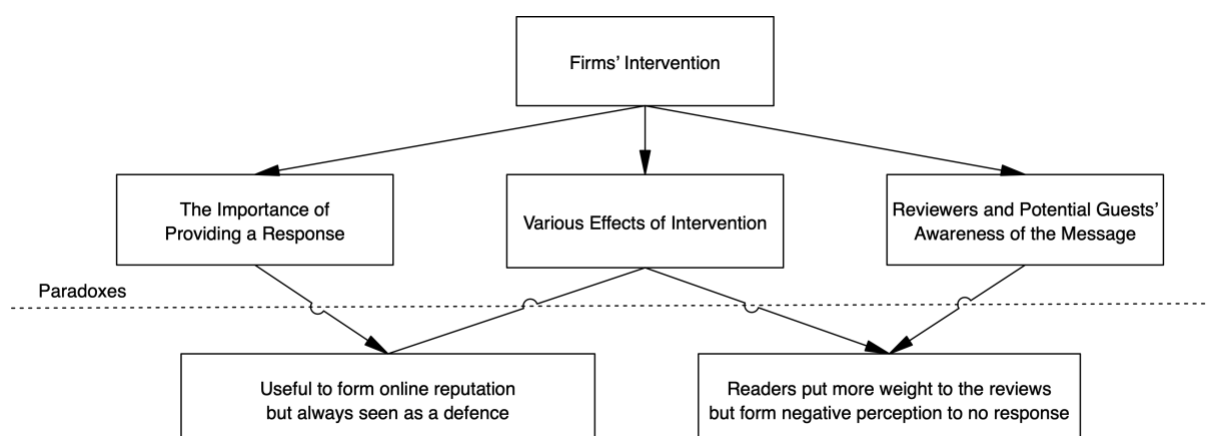 Firms’ Intervention
The Importance of
Providing a Response
Various Effects of Intervention
Reviewers and Potential Guests’
Awareness of the Message
Paradoxes
Useful to form online reputation
but always seen as a defence
Readers put more weight to the reviews
but form negative perception to no response